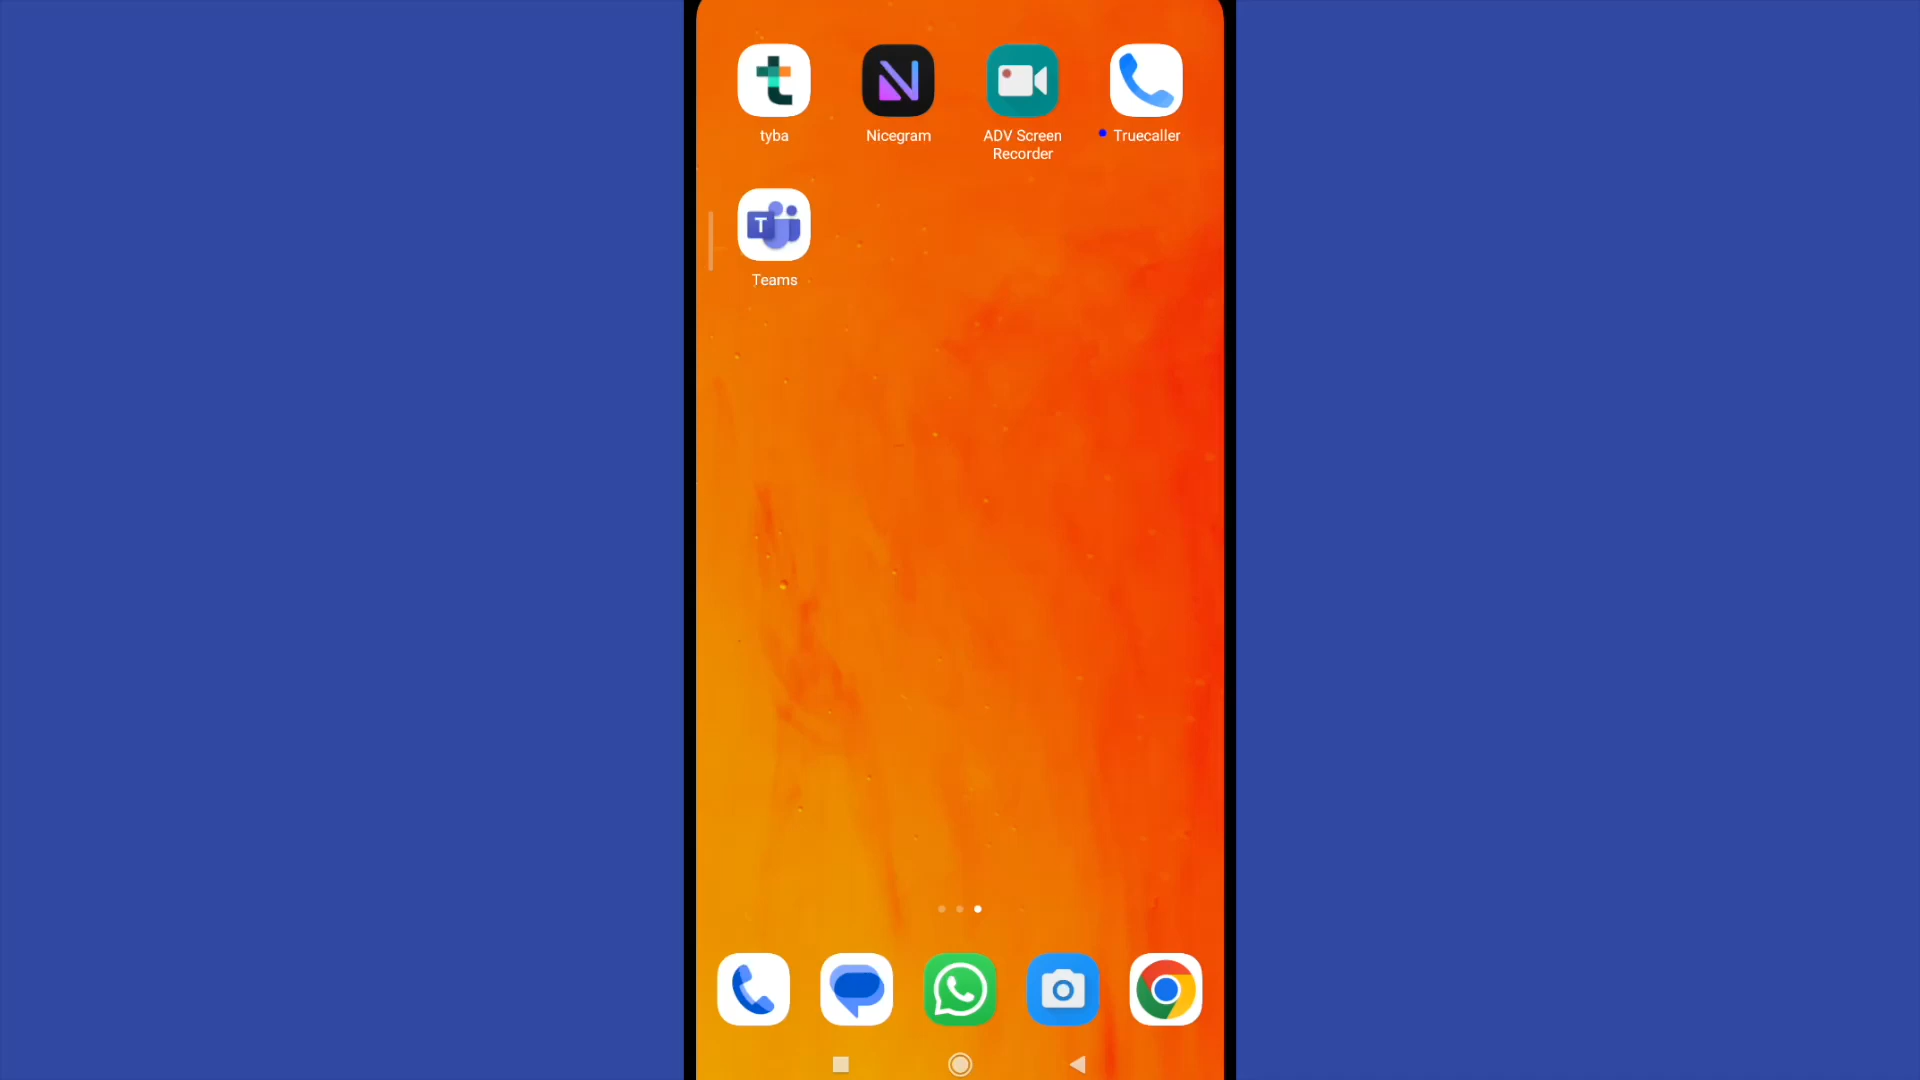 tyba
Nicegram
ADV Screen
Recorder
Truecaller
T
Teams